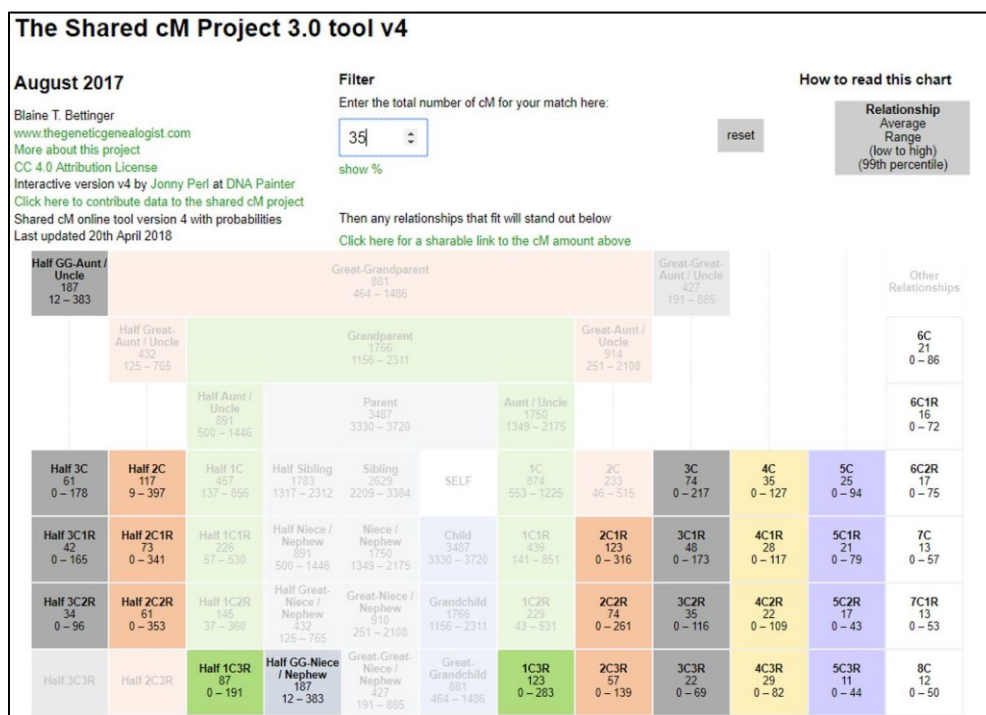 The Shared cM Project 3.0 tool v4
August 2017
Blaine T. Bettinger
www.thegeneticgenealogist.com
More about this project
CC 4.0 Attribution License
Interactive version v4 by Jonny Perl at DNA Painter
Click here to contribute data to the shared cM project
Shared cM online tool version 4 with probabilities
Last updated 20th April 2018
Filter
Enter the total number of cM for your match here:
35
show %
reset
Then any relationships that fit will stand out below
Click here for a sharable link to the cM amount above
How to read this chart
Relationship
Average
Range
(low to high)
(99th percentile)
Half GG-Aunt /
Uncle
187
12 – 383
Great-Grandparent
881
464 – 1486
Great-Great-
Aunt / Uncle
427
191 – 885
Other
Relationships
Half Great-
Aunt / Uncle
432
125 – 765
Grandparent
1766
1156 – 2311
Great-Aunt /
Uncle
914
251 – 2108
6C
21
0 – 86
Half Aunt /
Uncle
891
500 – 1446
Parent
3487
3330 – 3720
Aunt / Uncle
1750
1349 – 2175
6C1R
16
0 – 72
Half 3C
61
0 – 178
Half 2C
117
9 – 397
Half 1C
457
137 – 856
Half Sibling
1783
1317 – 2312
Sibling
2629
2209 – 3384
SELF
1C
874
553 – 1225
2C
233
46 – 515
3C
74
0 – 217
4C
35
0 – 127
5C
25
0 – 94
6C2R
17
0 – 75
Half 3C1R
42
0 – 165
Half 2C1R
73
0 – 341
Half 1C1R
226
57 – 530
Half Niece /
Nephew
891
500 – 1446
Niece /
Nephew
1750
1349 – 2175
Child
3487
3330 – 3720
1C1R
439
141 – 851
2C1R
123
0 – 316
3C1R
48
0 – 173
4C1R
28
0 – 117
5C1R
21
0 – 79
7C
13
0 – 57
Half 3C2R
34
0 – 96
Half 2C2R
61
0 – 353
Half 1C2R
145
37 – 360
Half Great-
Niece /
Nephew
432
125 – 765
Great-Niece /
Nephew
910
251 – 2108
Grandchild
1766
1156 – 2311
1C2R
229
43 – 531
2C2R
74
0 – 261
3C2R
35
0 – 116
4C2R
22
0 – 109
5C2R
17
0 – 43
7C1R
13
0 – 53
Half 3C3R
Half 2C3R
Half 1C3R
87
0 – 191
Half GG-Niece
/ Nephew
187
12 – 383
Great-Great-
Niece /
Nephew
427
191 – 885
Great-
Grandchild
881
464 – 1486
1C3R
123
0 – 283
2C3R
57
0 – 139
3C3R
22
0 – 69
4C3R
29
0 – 82
5C3R
11
0 – 44
8C
12
0 – 50